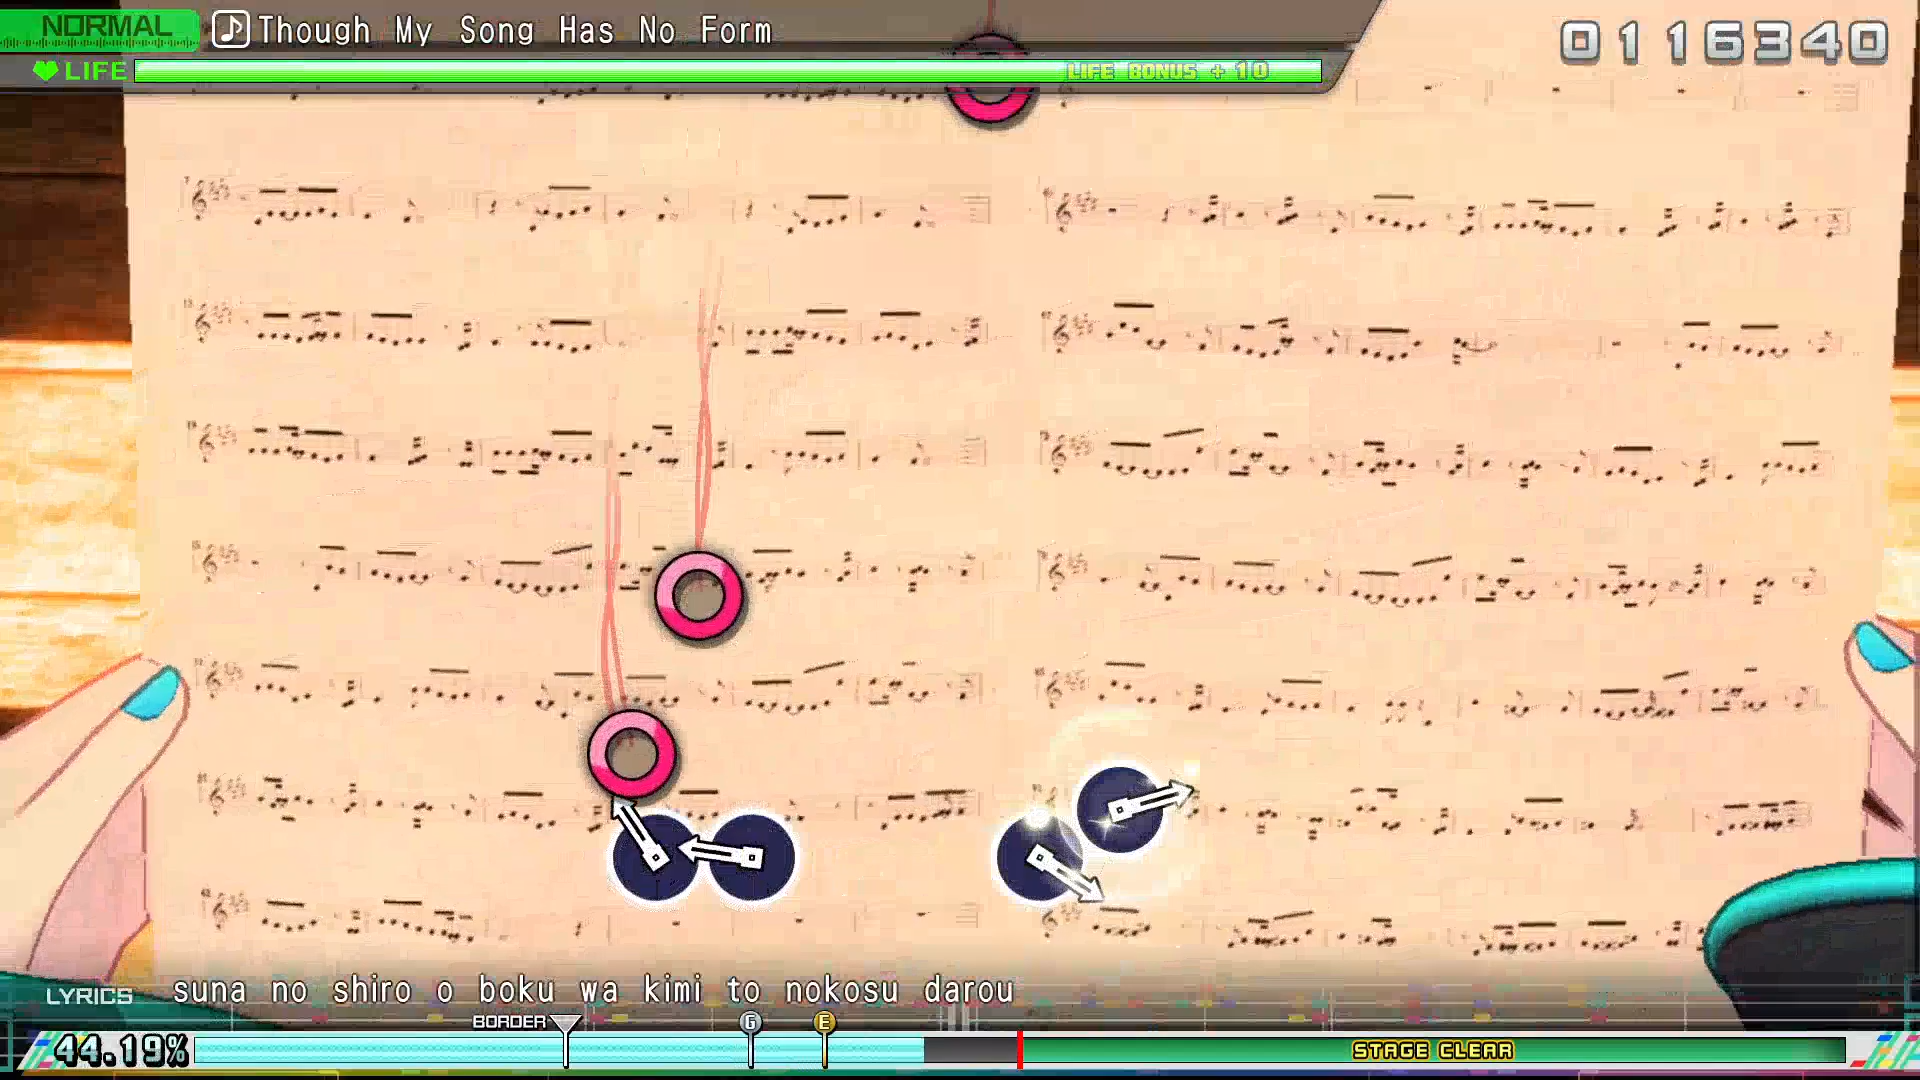 NORMAL
Though My Song Has No Form
0116340
LIFE
LIFE BONUS + 10
LYRICS
suna no shiro o boku wa kimi to nokosu darou
BORDER
G
E
44.19%
STAGE CLEAR